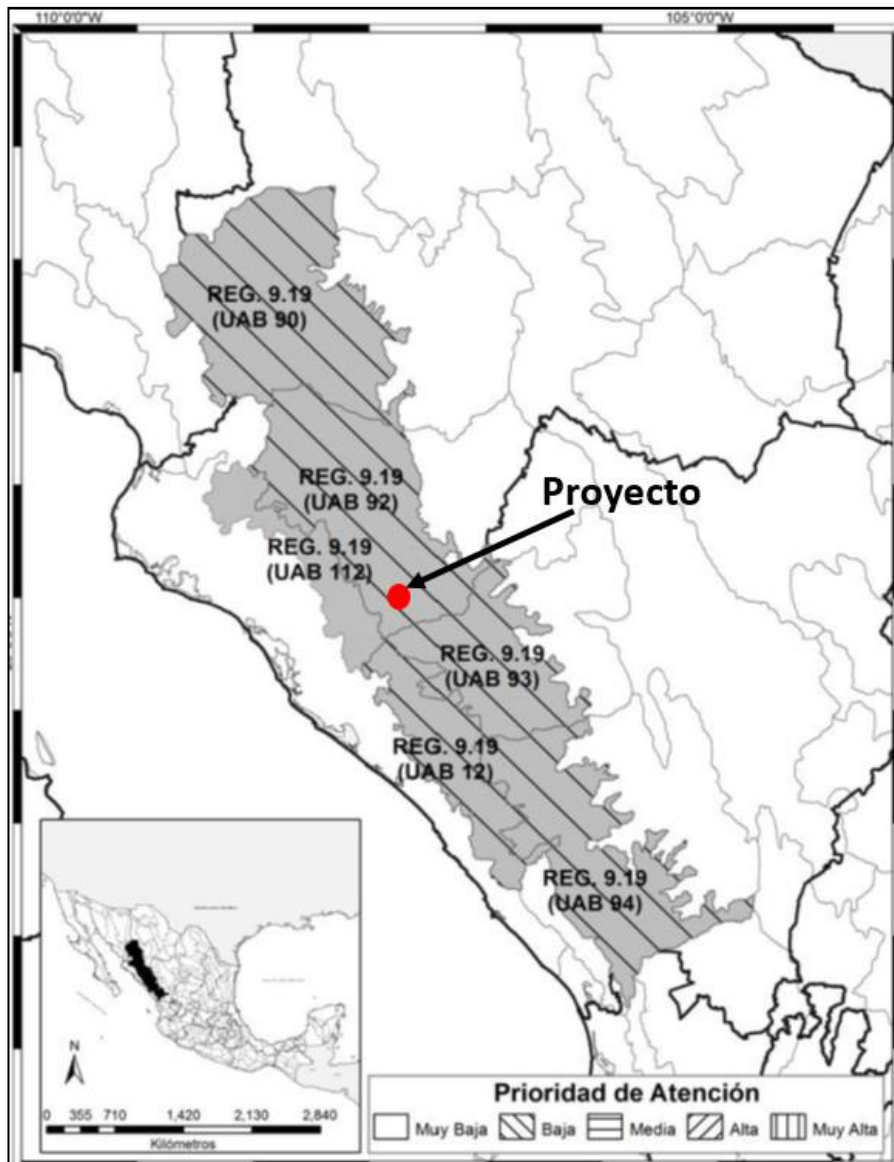 110°0'0"W
105°0'0"W
REG. 9.19
(UAB 90)
REG. 9.19
(UAB 92)
Proyecto
REG. 9.19
(UAB 112)
REG. 9.19
(UAB 93)
REG. 9.19
(UAB 12)
REG. 9.19
(UAB 94)
N
0 355 710 1,420 2,130 2,840
Kilómetros
Prioridad de Atención
Muy Baja Baja Media Alta Muy Alta